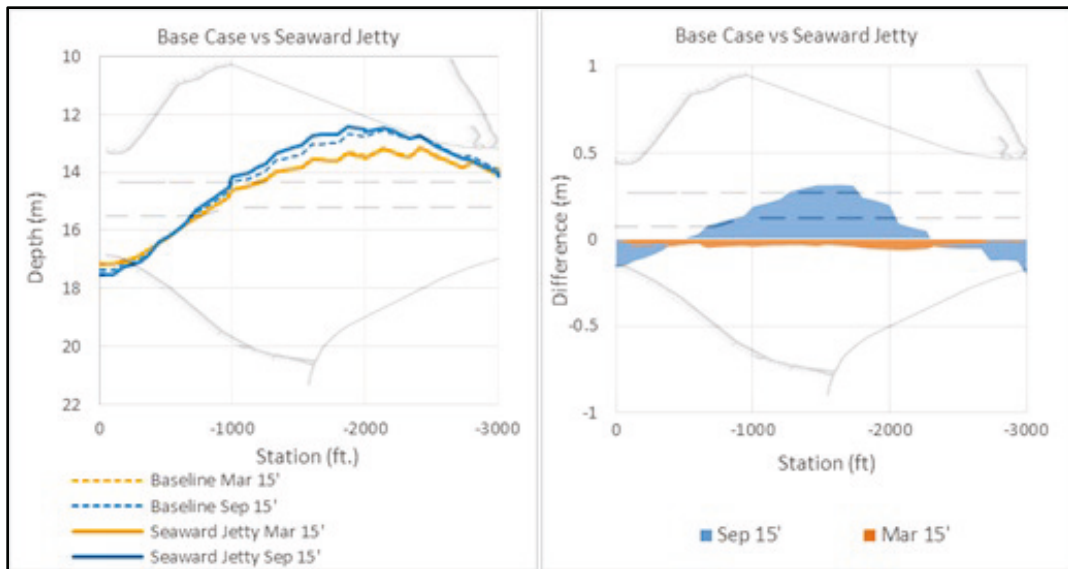 Base Case vs Seaward Jetty
10
12
14
16
18
20
22
Depth (m)
0
-1000
-2000
-3000
Station (ft.)
Baseline Mar 15'
Baseline Sep 15'
Seaward Jetty Mar 15'
Seaward Jetty Sep 15'
Base Case vs Seaward Jetty
1
0.5
0
-0.5
-1
Difference (m)
0
-1000
-2000
-3000
Station (ft)
Sep 15'
Mar 15'